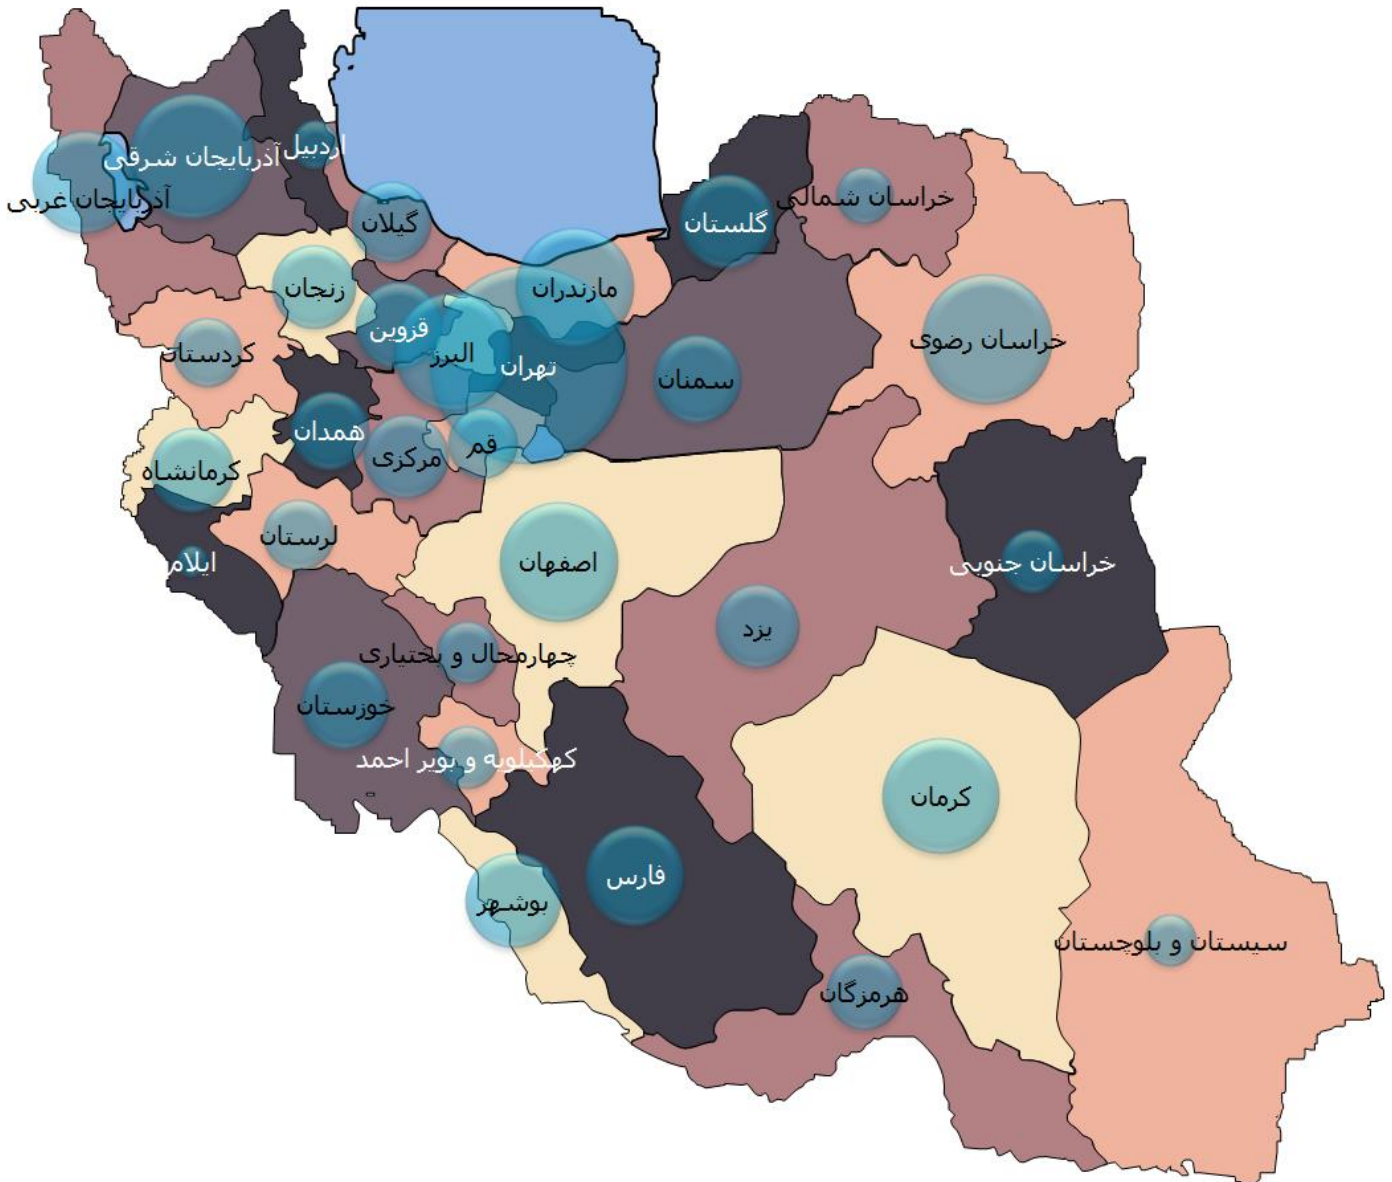 اردبیل
آذربایجان شرقی
آذربایجان غربی
خراسان شمالی
گلستان
گیلان
زنجان
مازندران
قزوین
البرز
خراسان رضوی
کردستان
تهران
سمنان
همدان
قم
مرکزی
کرمانشاه
لرستان
ایلام
اصفهان
خراسان جنوبی
یزد
چهارمحال و بختیاری
خوزستان
کهکیلویه و بویر احمد
کرمان
فارس
بوشهر
سیستان و بلوچستان
هرمزگان